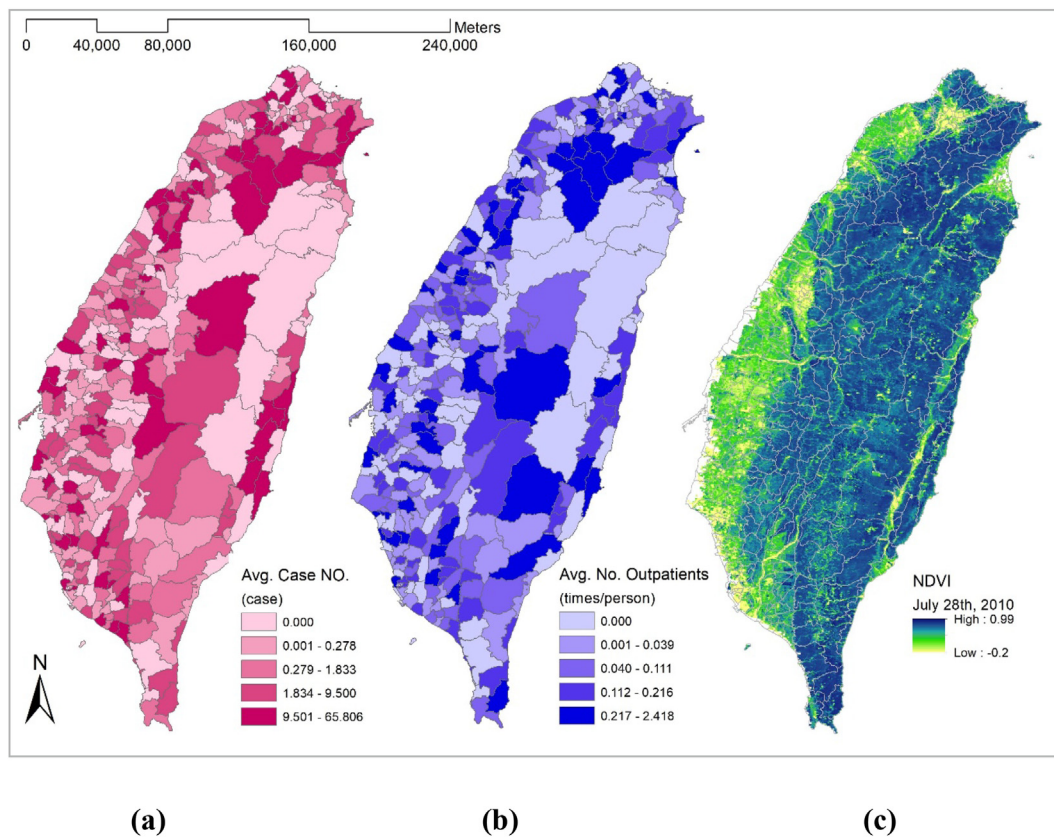 Meters
0 40,000 80,000 160,000 240,000
N
Avg. Case NO.
(case)
0.000
0.001 - 0.278
0.279 - 1.833
1.834 - 9.500
9.501 - 65.806
Avg. No. Outpatients
(times/person)
0.000
0.001 - 0.039
0.040 - 0.111
0.112 - 0.216
0.217 - 2.418
NDVI
July 28th, 2010
High : 0.99
Low : -0.2
(a) (b) (c)